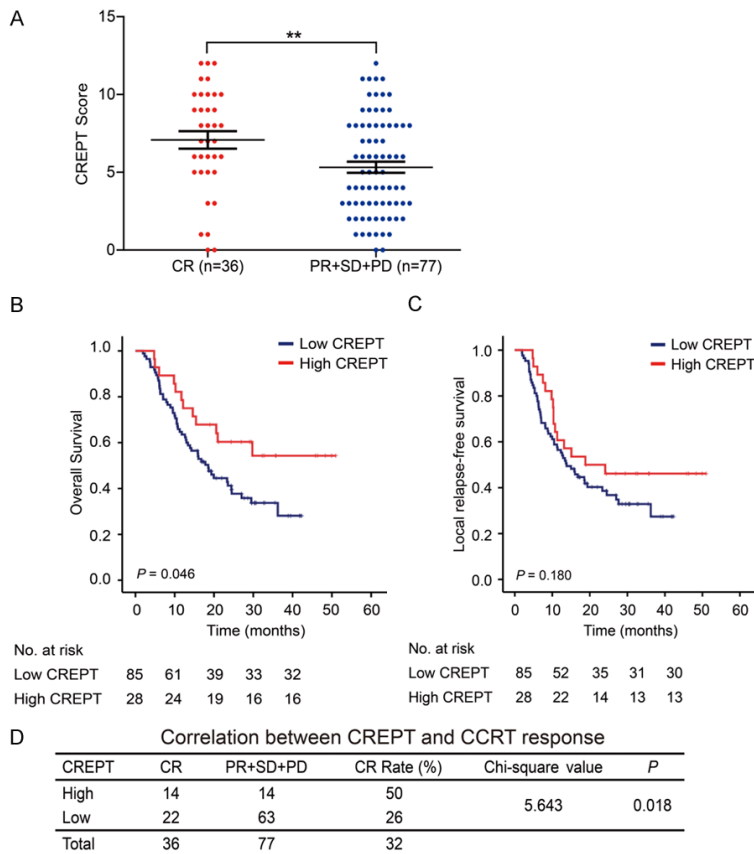 A
**
15
10
5
0
CREPT Score
CR (n=36) PR+SD+PD (n=77)
B
Low CREPT
High CREPT
1.0
0.8
0.6
0.4
0.2
0.0
Overall Survival
P = 0.046
0 10 20 30 40 50 60
Time (months)
No. at risk
Low CREPT 85 61 39 33 32
High CREPT 28 24 19 16 16
C
Low CREPT
High CREPT
1.0
0.8
0.6
0.4
0.2
0.0
Local relapse-free survival
P = 0.180
0 10 20 30 40 50 60
Time (months)
No. at risk
Low CREPT 85 52 35 31 30
High CREPT 28 22 14 13 13
D
Correlation between CREPT and CCRT response
CREPT CR PR+SD+PD CR Rate (%) Chi-square value P
High 14 14 50
5.643 0.018
Low 22 63 26
Total 36 77 32